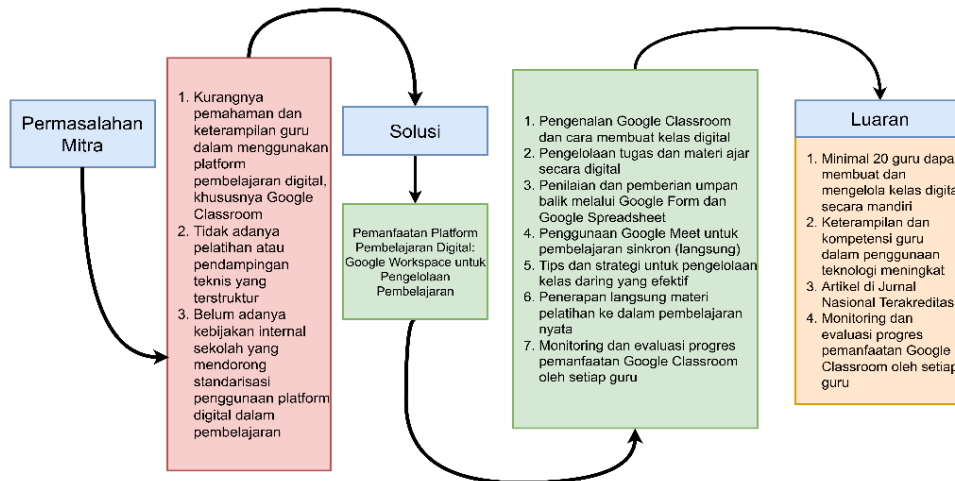 Permasalahan
Mitra
1. Kurangnya
pemahaman dan
keterampilan guru
dalam menggunakan
platform
pembelajaran digital,
khususnya Google
Classroom
2. Tidak adanya
pelatihan atau
pendampingan
teknis yang
terstruktur
3. Belum adanya
kebijakan internal
sekolah yang
mendorong
standarisasi
penggunaan platform
digital dalam
pembelajaran
Solusi
Pemanfaatan Platform
Pembelajaran Digital:
Google Workspace untuk
Pengelolaan
Pembelajaran
1. Pengenalan Google Classroom
dan cara membuat kelas digital
2. Pengelolaan tugas dan materi ajar
secara digital
3. Penilaian dan pemberian umpan
balik melalui Google Form dan
Google Spreadsheet
4. Penggunaan Google Meet untuk
pembelajaran sinkron (langsung)
5. Tips dan strategi untuk pengelolaan
kelas daring yang efektif
6. Penerapan langsung materi
pelatihan ke dalam pembelajaran
nyata
7. Monitoring dan evaluasi progres
pemanfaatan Google Classroom
oleh setiap guru
Luaran
1. Minimal 20 guru dapa
membuat dan
mengelola kelas digita
secara mandiri
2. Keterampilan dan
kompetensi guru
dalam penggunaan
teknologi meningkat
3. Artikel di Jurnal
Nasional Terakreditas
4. Monitoring dan
evaluasi progres
pemanfaatan Google
Classroom oleh setiap
guru